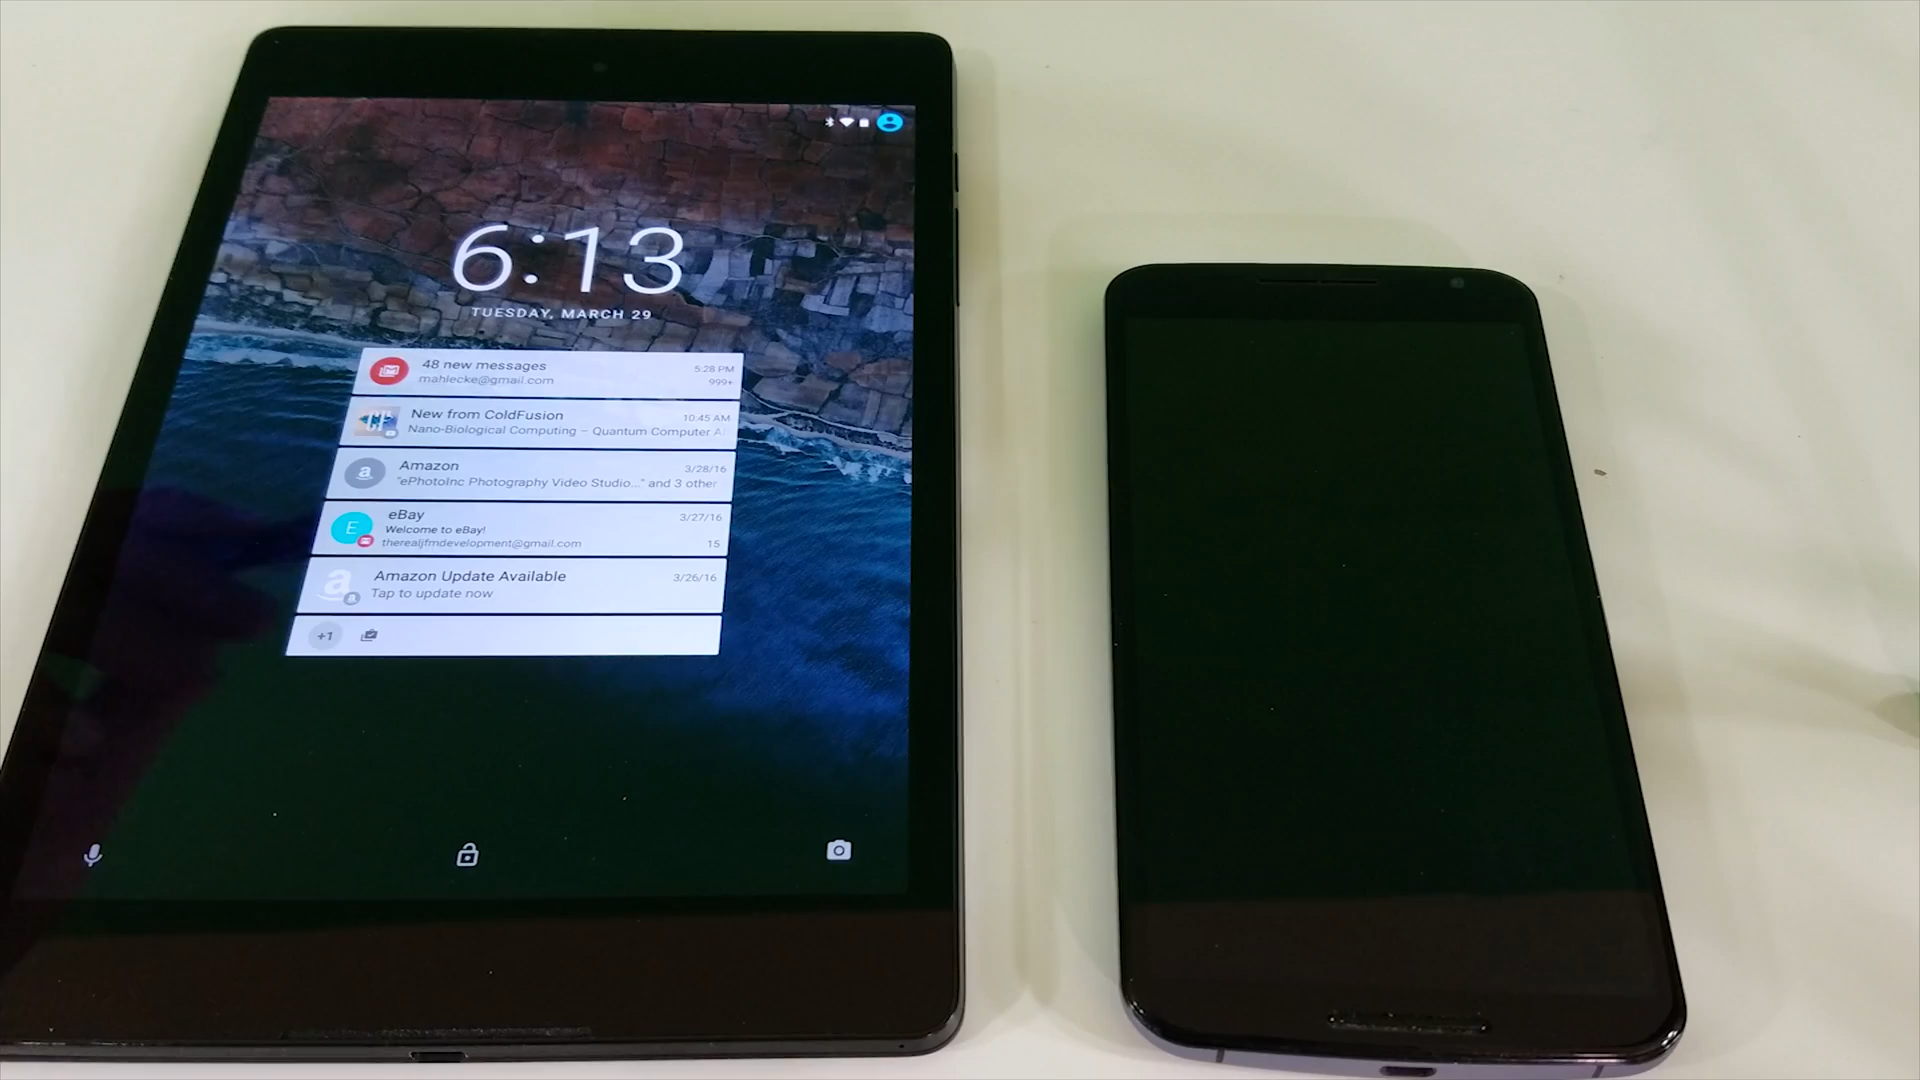 6:13
TUESDAY, MARCH 29
48 new messages
5:28 PM
mahlecke@gmail.com
999+
New from ColdFusion
10:45 AM
Nano-Biological Computing – Quantum Computer
Amazon
3/28/16
"ePhotoInc Photography Video Studio..." and 3 other
eBay
3/27/16
Welcome to eBay!
therealjfmdevelopment@gmail.com
15
Amazon Update Available
3/26/16
Tap to update now
+1